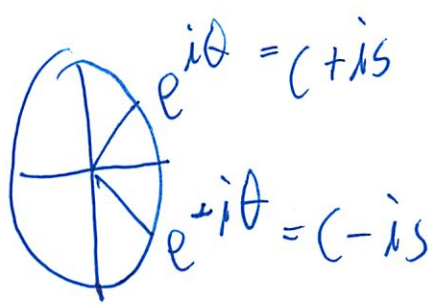 e^{iθ} = c + is
e^{-iθ} = c - is